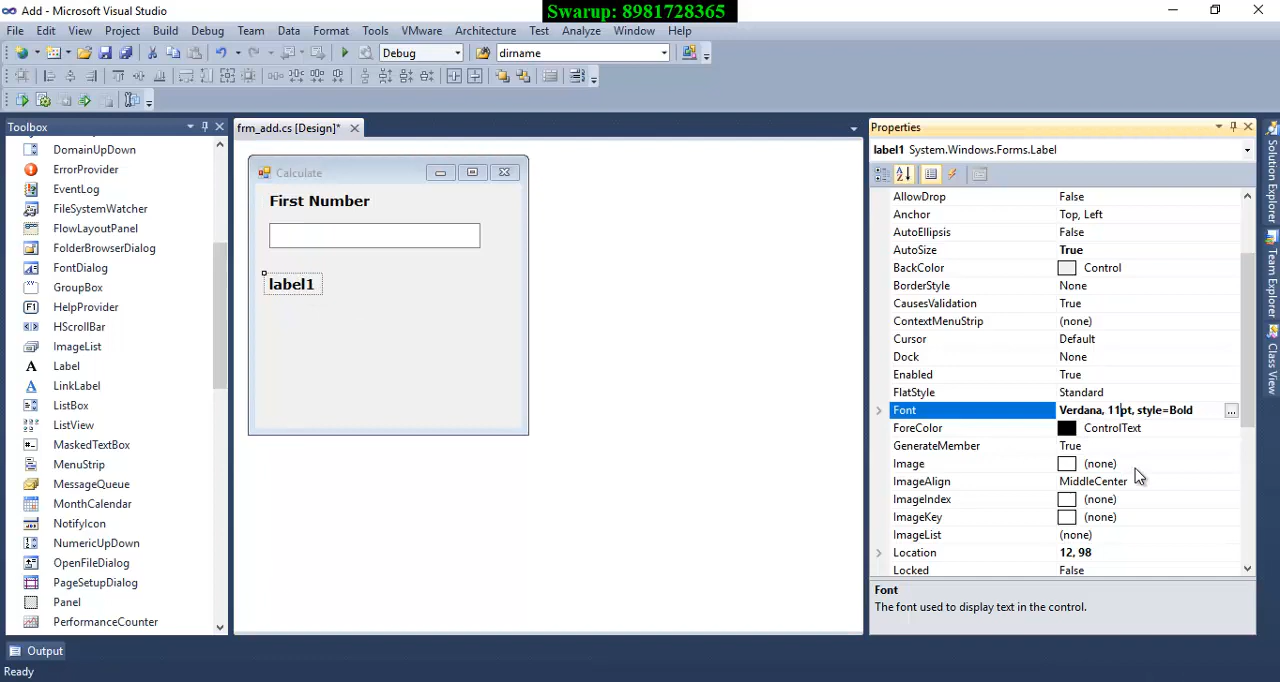 Add - Microsoft Visual Studio
Swarup: 8981728365
File Edit View Project Build Debug Team Data Format Tools VMware Architecture Test Analyze Window Help
Debug dirname
Toolbox
DomainUpDown
ErrorProvider
EventLog
FileSystemWatcher
FlowLayoutPanel
FolderBrowserDialog
FontDialog
GroupBox
HelpProvider
HScrollBar
ImageList
Label
LinkLabel
ListBox
ListView
MaskedTextBox
MenuStrip
MessageQueue
MonthCalendar
NotifyIcon
NumericUpDown
OpenFileDialog
PageSetupDialog
Panel
PerformanceCounter
frm_add.cs [Design]*
Calculate
First Number
label1
Properties
label1 System.Windows.Forms.Label
AllowDrop False
Anchor Top, Left
AutoEllipsis False
AutoSize True
BackColor Control
BorderStyle None
CausesValidation True
ContextMenuStrip (none)
Cursor Default
Dock None
Enabled True
FlatStyle Standard
Font Verdana, 11pt, style=Bold ...
ForeColor ControlText
GenerateMember True
Image (none)
ImageAlign MiddleCenter
ImageIndex (none)
ImageKey (none)
ImageList (none)
Location 12, 98
Locked False
Font
The font used to display text in the control.
Solution Explorer
Team Explorer
Class View
Output
Ready